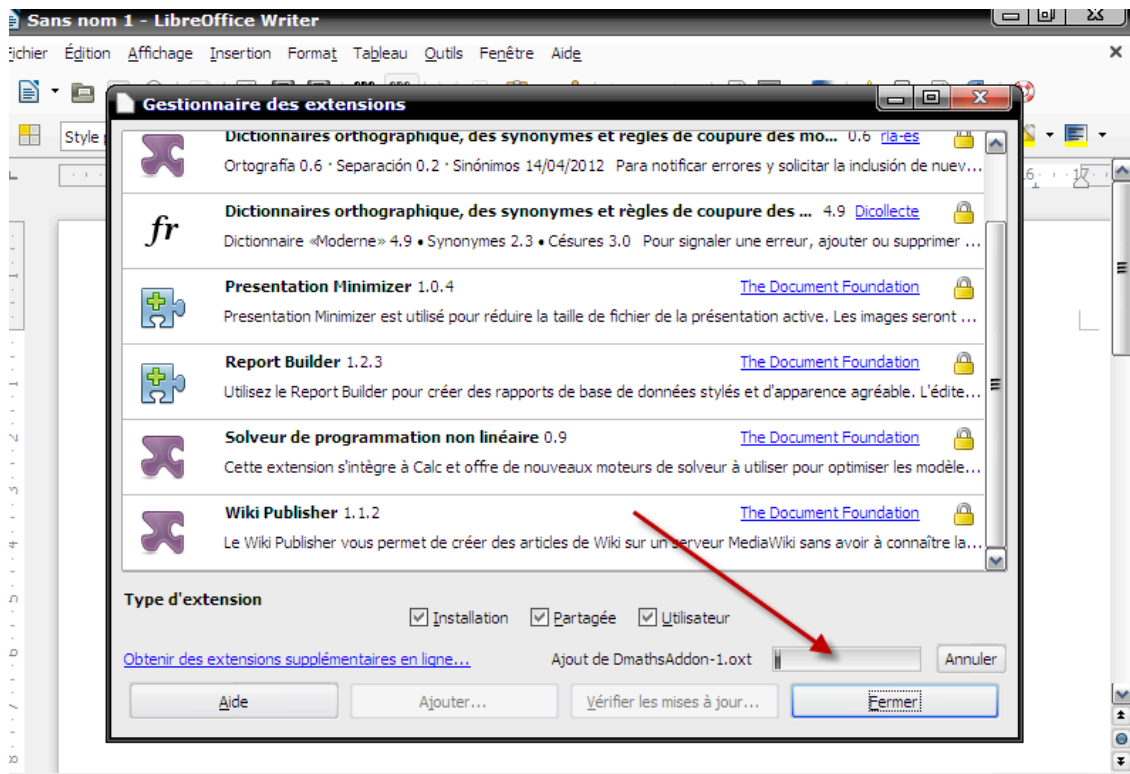 Sans nom 1 - LibreOffice Writer
Fichier Édition Affichage Insertion Format Tableau Outils Fenêtre Aide
Style
Gestionnaire des extensions
Dictionnaires orthographique, des synonymes et règles de coupure des mo... 0.6 rla-es
Ortografía 0.6 · Separación 0.2 · Sinónimos 14/04/2012 Para notificar errores y solicitar la inclusión de nuev...
fr
Dictionnaires orthographique, des synonymes et règles de coupure des ... 4.9 Dicollecte
Dictionnaire «Moderne» 4.9 • Synonymes 2.3 • Césures 3.0 Pour signaler une erreur, ajouter ou supprimer ...
Presentation Minimizer 1.0.4 The Document Foundation
Presentation Minimizer est utilisé pour réduire la taille de fichier de la présentation active. Les images seront ...
Report Builder 1.2.3 The Document Foundation
Utilisez le Report Builder pour créer des rapports de base de données stylés et d'apparence agréable. L'édite...
Solveur de programmation non linéaire 0.9 The Document Foundation
Cette extension s'intègre à Calc et offre de nouveaux moteurs de solveur à utiliser pour optimiser les modèle...
Wiki Publisher 1.1.2 The Document Foundation
Le Wiki Publisher vous permet de créer des articles de Wiki sur un serveur MediaWiki sans avoir à connaître la...
Type d'extension
Installation Partagée Utilisateur
Obtenir des extensions supplémentaires en ligne... Ajout de DmathsAddon-1.oxt Annuler
Aide Ajouter... Vérifier les mises à jour... Fermer